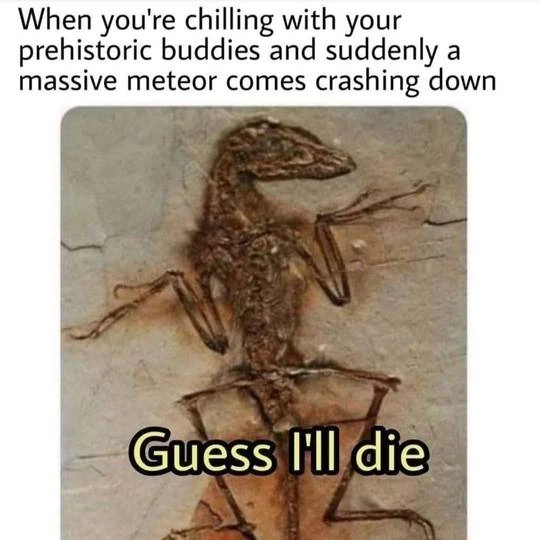 When you're chilling with your
prehistoric buddies and suddenly a
massive meteor comes crashing down
Guess I'll die